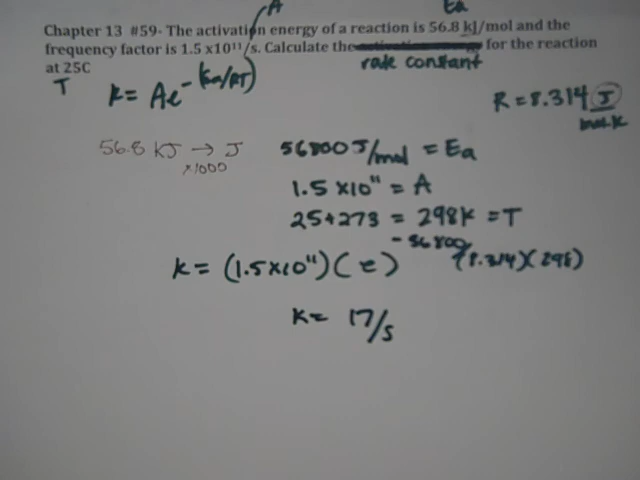 A
Ea
Chapter 13 #59- The activation energy of a reaction is 56.8 kJ/mol and the
frequency factor is 1.5 x10¹¹/s. Calculate the activation energy for the reaction
rate constant
at 25C
T
k = Ae^-(Ea/RT)
R = 8.314 J
mol·K
56.8 KJ → J
x1000
56800 J/mol = Ea
1.5 x10¹¹ = A
25+273 = 298K = T
k = (1.5x10¹¹)(e)^-56800/(8.314)(298)
k = 17/s